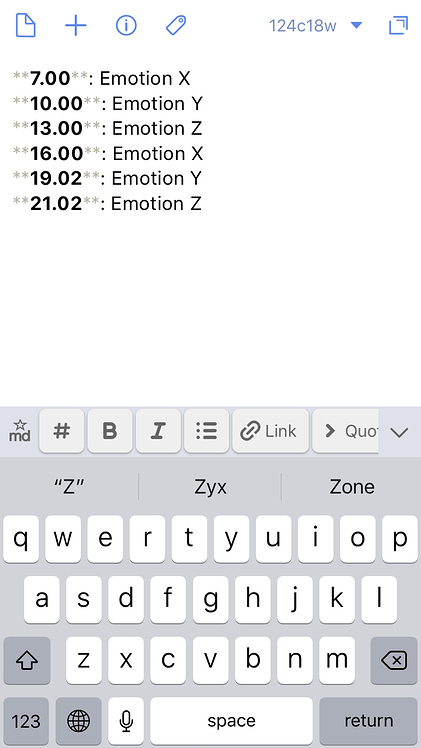 124c18w
**7.00**: Emotion X
**10.00**: Emotion Y
**13.00**: Emotion Z
**16.00**: Emotion X
**19.02**: Emotion Y
**21.02**: Emotion Z
md # B I Link Quo
“Z” Zyx Zone
q w e r t y u i o p
a s d f g h j k l
z x c v b n m
123 space return